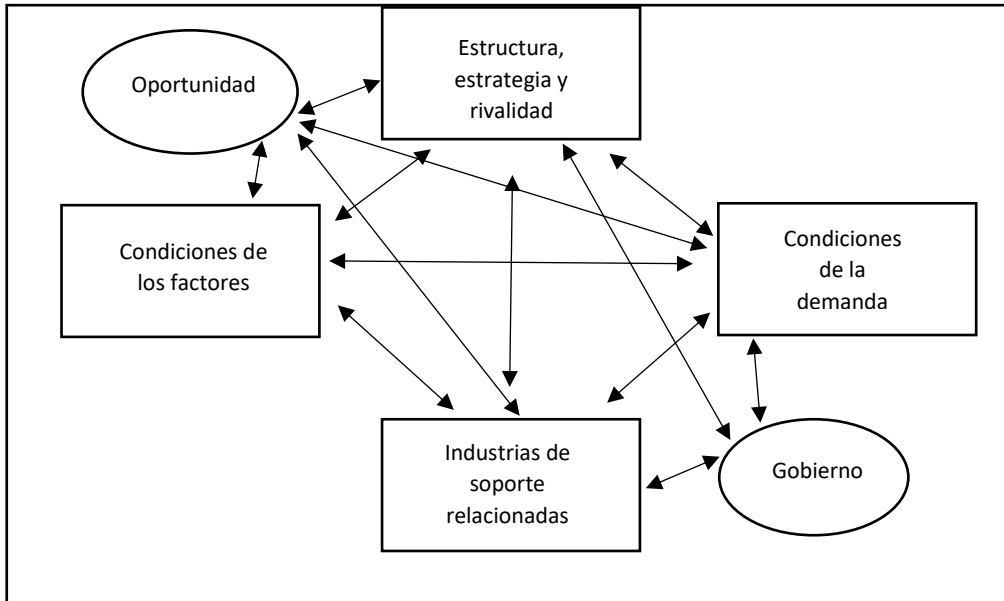 Oportunidad
Estructura,
estrategia y
rivalidad
Condiciones de
los factores
Condiciones
de la
demanda
Industrias de
soporte
relacionadas
Gobierno